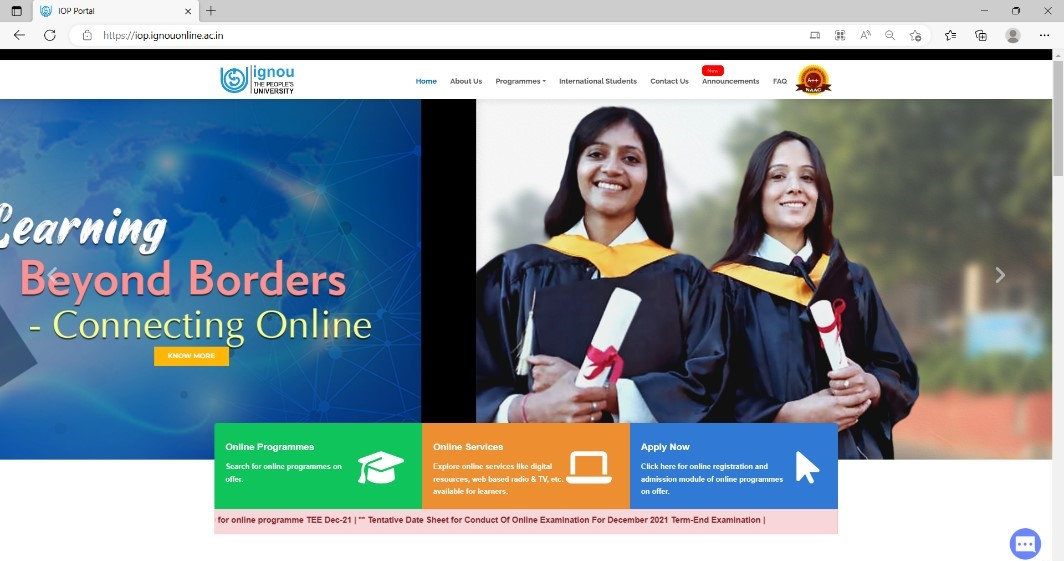 IOP Portal
https://iop.ignouonline.ac.in
ignou
THE PEOPLE'S
UNIVERSITY
Home About Us Programmes International Students Contact Us Announcements FAQ
New
A++
NAAC
Learning
Beyond Borders
- Connecting Online
KNOW MORE
Online Programmes
Search for online programmes on
offer.
Online Services
Explore online services like digital
resources, web based radio & TV, etc.
available for learners.
Apply Now
Click here for online registration and
admission module of online programmes
on offer.
for online programme TEE Dec-21 | "" Tentative Date Sheet for Conduct Of Online Examination For December 2021 Term-End Examination |